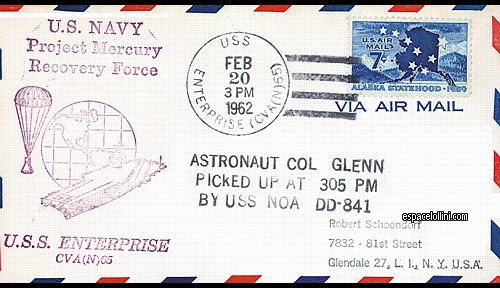 U.S. NAVY
Project Mercury
Recovery Force
USS
ENTERPRISE (CVA(N)65)
FEB
20
3 PM
1962
U.S. AIR
MAIL
7¢
ALASKA STATEHOOD · 1959
VIA AIR MAIL
ASTRONAUT COL GLENN
PICKED UP AT 305 PM
BY USS NOA DD-841
espacelollini.com
Robert Schoendorf
7832 - 81st Street
Glendale 27, L. I., N. Y. U.S.A.
U.S.S. ENTERPRISE
CVA(N)65